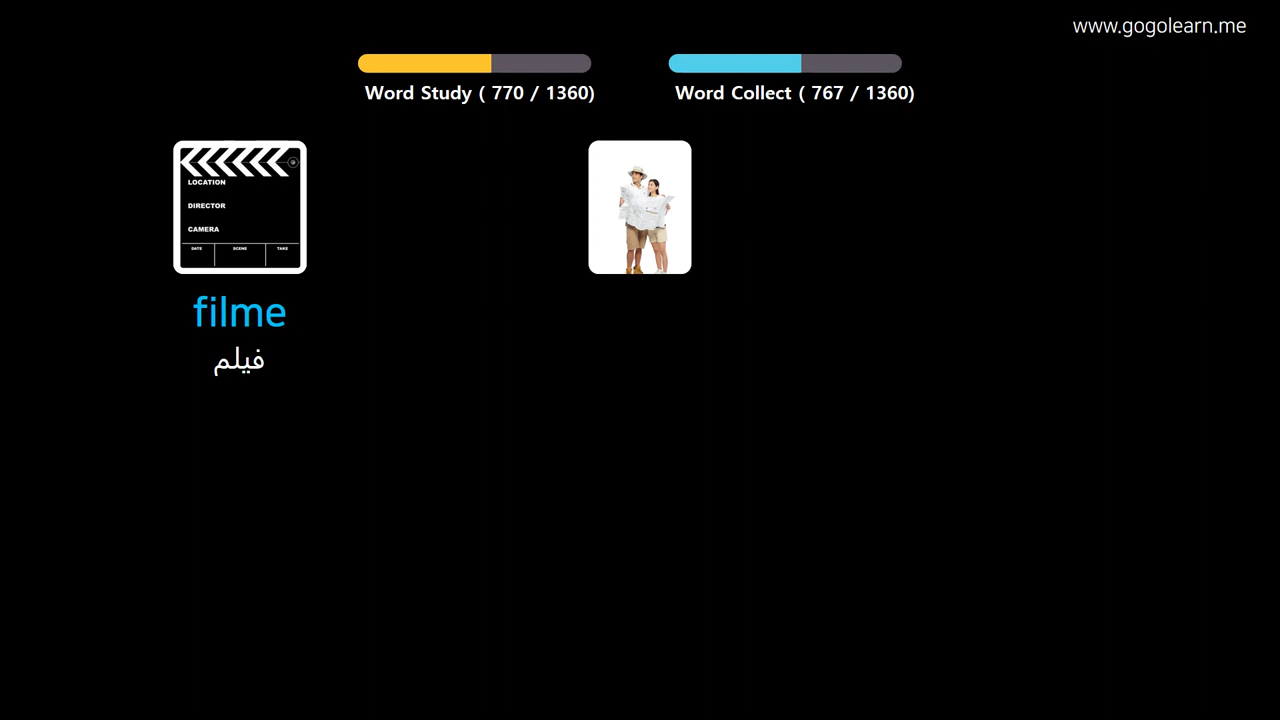 www.gogolearn.me
Word Study ( 770 / 1360)
Word Collect ( 767 / 1360)
LOCATION
DIRECTOR
CAMERA
DATE SCENE TAKE
filme
فيلم